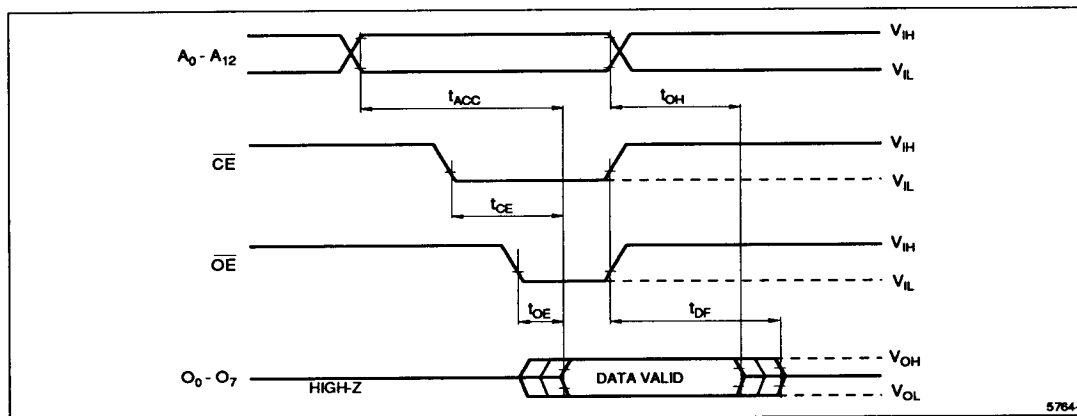 A0 - A12
VIH
VIL
tACC
tOH
CE
VIH
VIL
tCE
OE
VIH
VIL
tOE
tDF
O0 - O7
HIGH-Z
DATA VALID
VOH
VOL
5764-